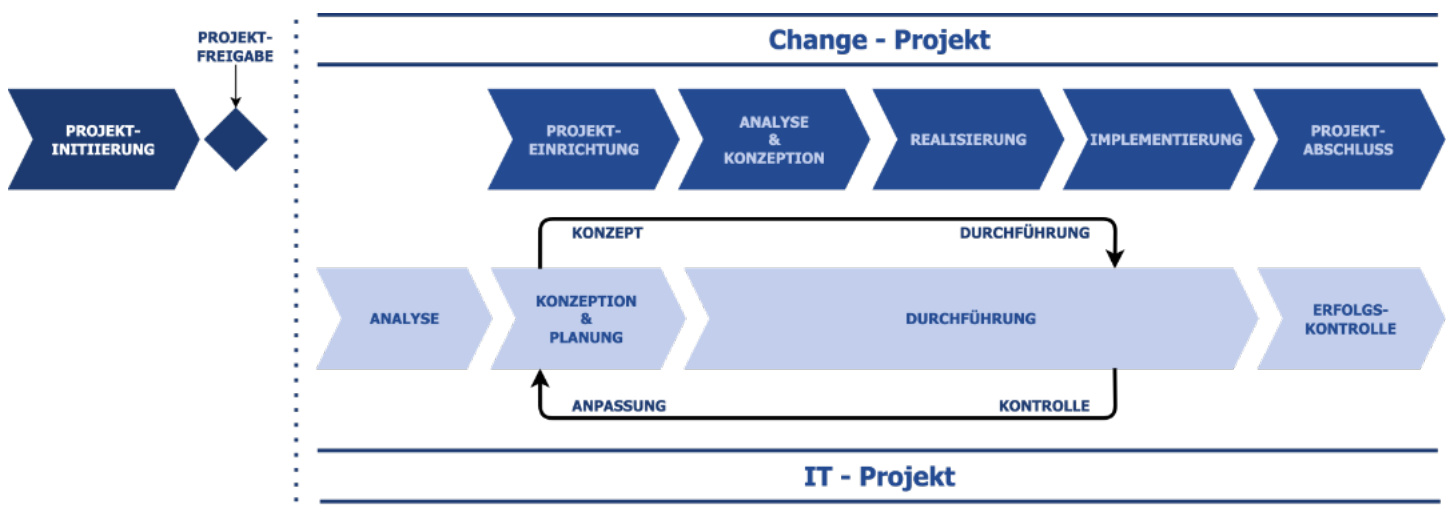 PROJEKT-
FREIGABE
Change - Projekt
PROJEKT-
INITIIERUNG
PROJEKT-
EINRICHTUNG
ANALYSE
&
KONZEPTION
REALISIERUNG
IMPLEMENTIERUNG
PROJEKT-
ABSCHLUSS
KONZEPT
DURCHFÜHRUNG
ANALYSE
KONZEPTION
&
PLANUNG
DURCHFÜHRUNG
ERFOLGS-
KONTROLLE
ANPASSUNG
KONTROLLE
IT - Projekt